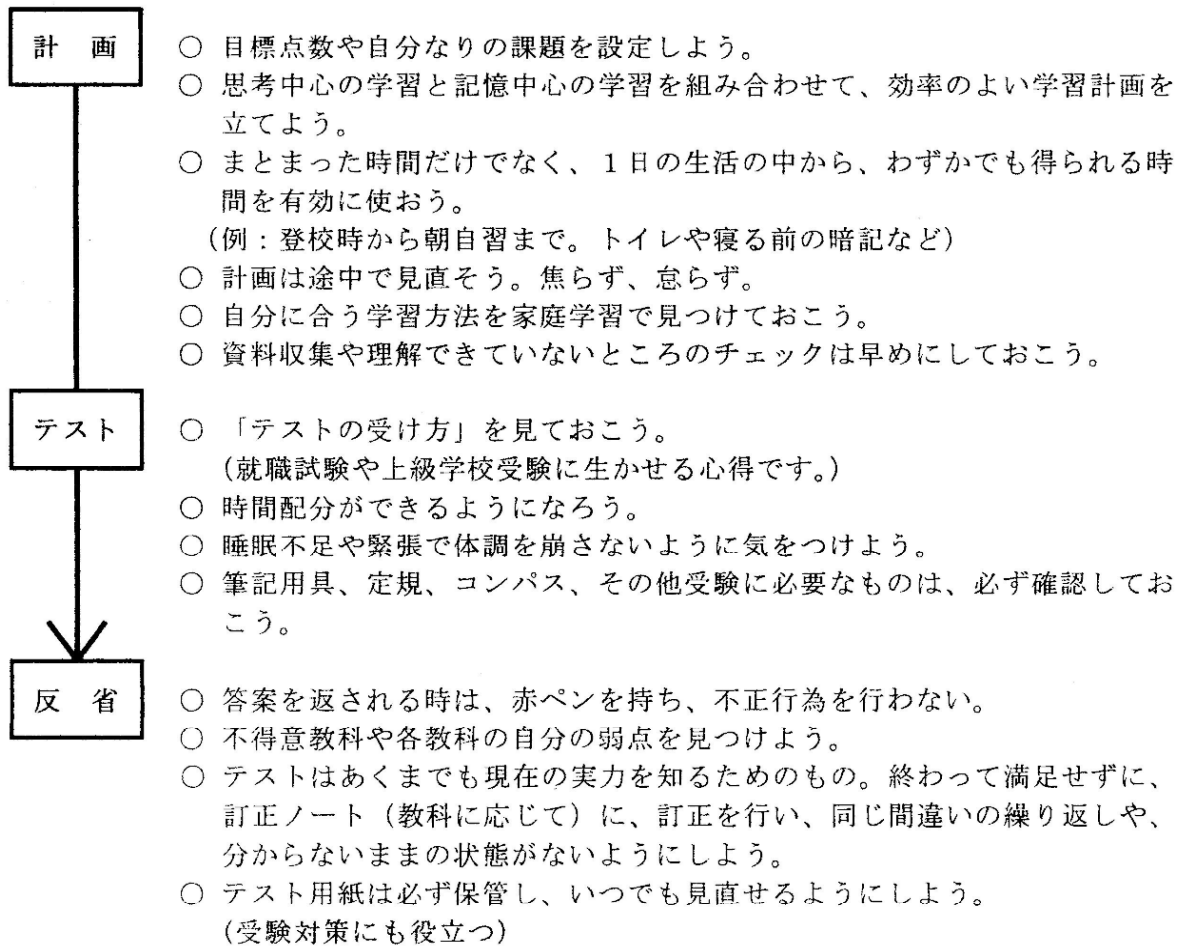 計　画
○ 目標点数や自分なりの課題を設定しよう。
○ 思考中心の学習と記憶中心の学習を組み合わせて、効率のよい学習計画を
立てよう。
○ まとまった時間だけでなく、１日の生活の中から、わずかでも得られる時
間を有効に使おう。
（例：登校時から朝自習まで。トイレや寝る前の暗記など）
○ 計画は途中で見直そう。焦らず、怠らず。
○ 自分に合う学習方法を家庭学習で見つけておこう。
○ 資料収集や理解できていないところのチェックは早めにしておこう。
テスト
○ 「テストの受け方」を見ておこう。
（就職試験や上級学校受験に生かせる心得です。）
○ 時間配分ができるようになろう。
○ 睡眠不足や緊張で体調を崩さないように気をつけよう。
○ 筆記用具、定規、コンパス、その他受験に必要なものは、必ず確認してお
こう。
反　省
○ 答案を返される時は、赤ペンを持ち、不正行為を行わない。
○ 不得意教科や各教科の自分の弱点を見つけよう。
○ テストはあくまでも現在の実力を知るためのもの。終わって満足せずに、
訂正ノート（教科に応じて）に、訂正を行い、同じ間違いの繰り返しや、
分からないままの状態がないようにしよう。
○ テスト用紙は必ず保管し、いつでも見直せるようにしよう。
（受験対策にも役立つ）